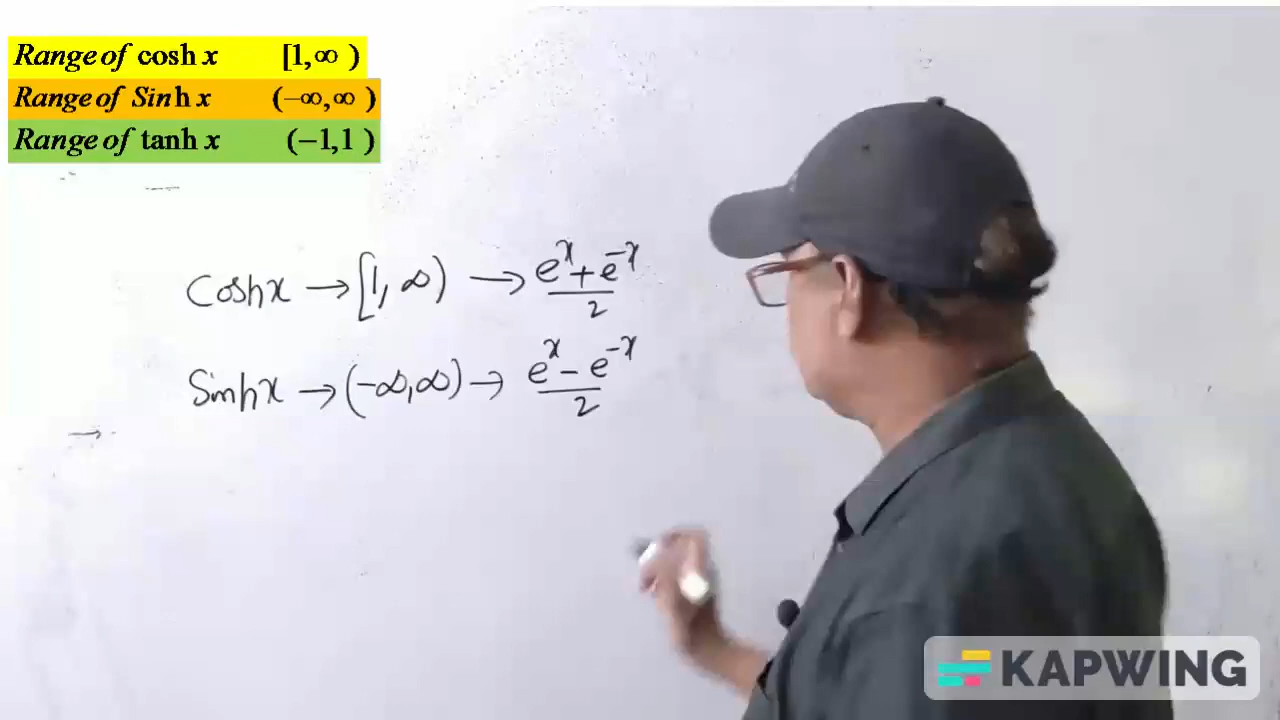 Range of cosh x [1,∞ )
Range of Sinh x (−∞,∞ )
Range of tanh x (−1,1 )
Coshx → [1, ∞) → e^x + e^-x / 2
Sinhx → (-∞,∞) → e^x - e^-x / 2
→
KAPWING